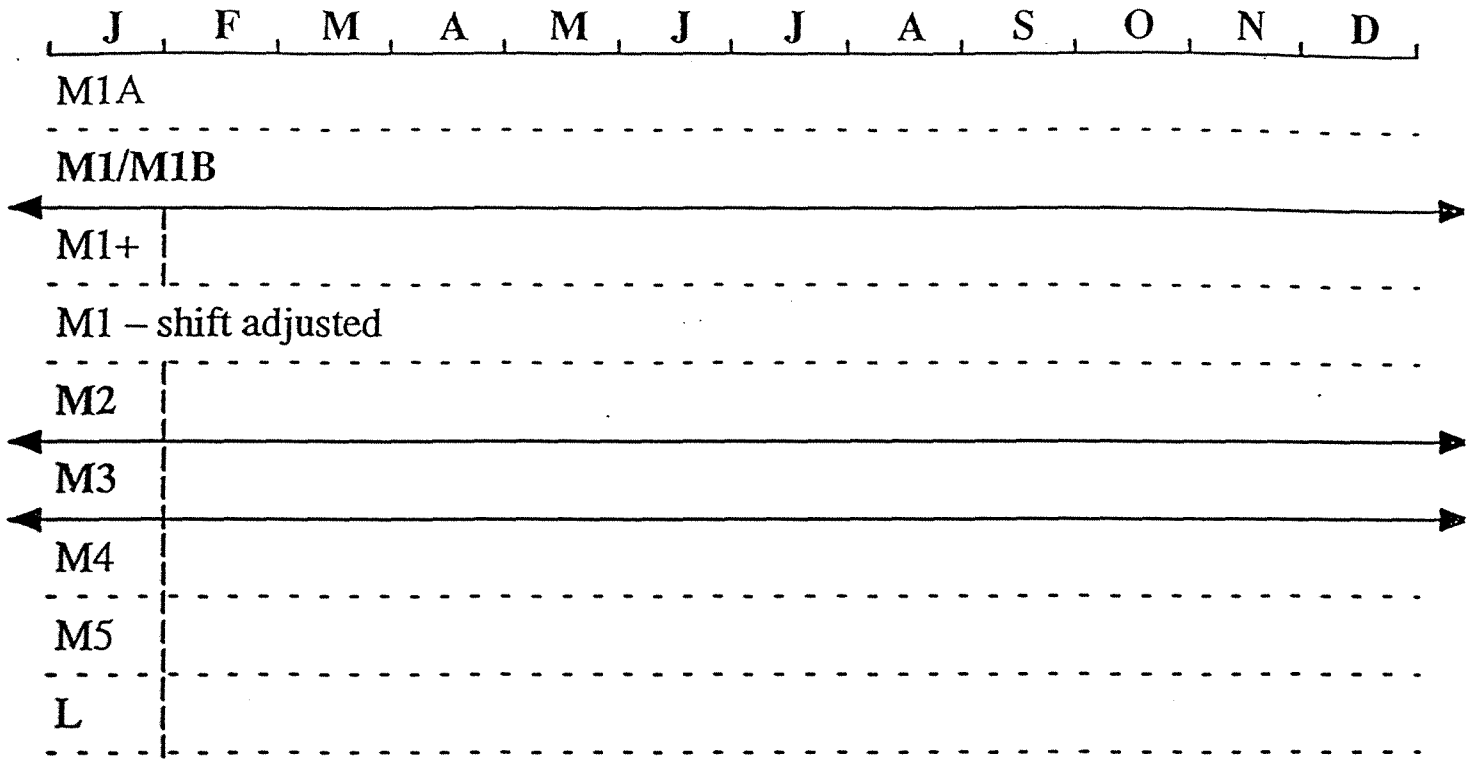 J F M A M J J A S O N D
M1A
M1/M1B
M1+
M1 – shift adjusted
M2
M3
M4
M5
L